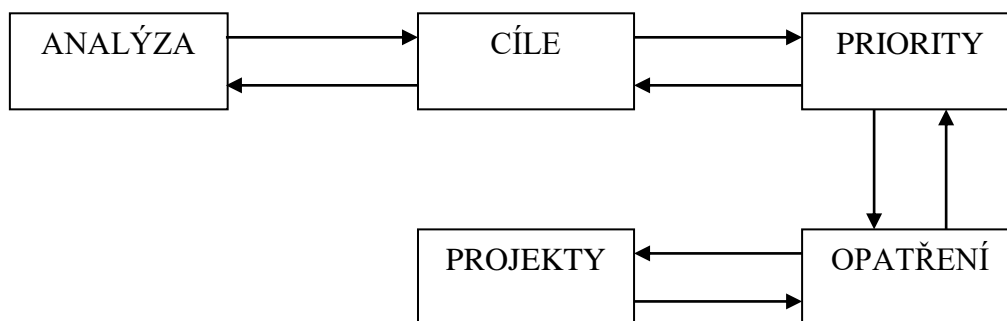 ANALÝZA
CÍLE
PRIORITY
PROJEKTY
OPATŘENÍ